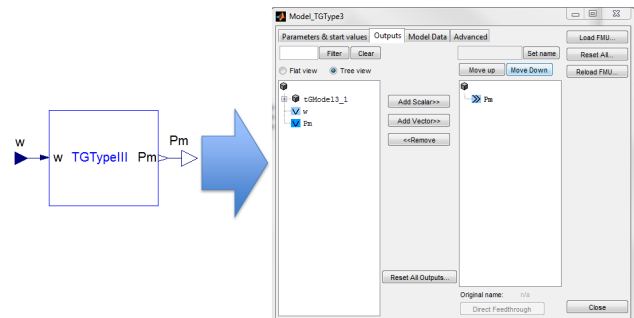 Model_TGType3
Parameters & start values Outputs Model Data Advanced
Load FMU...
Filter Clear
Set name
Reset All...
Flat view Tree view
Move up Move Down
Reload FMU...
tGModel3_1
w
Pm
Pm
Add Scalar>>
Add Vector>>
<<Remove
w
Pm
w TGTypeIII Pm
Reset All Outputs...
Original name: n/a
Direct Feedthrough
Close